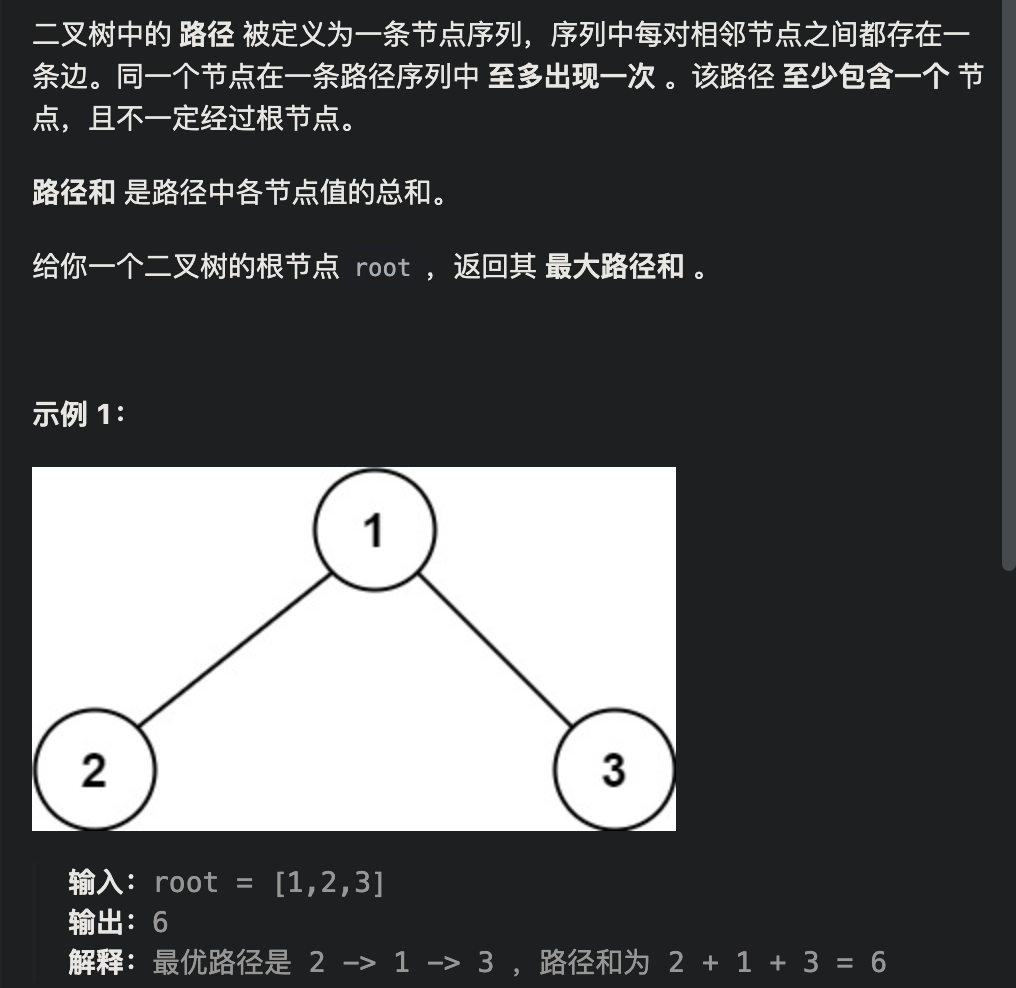 二叉树中的 路径 被定义为一条节点序列，序列中每对相邻节点之间都存在一
条边。同一个节点在一条路径序列中 至多出现一次 。该路径 至少包含一个 节
点，且不一定经过根节点。
路径和 是路径中各节点值的总和。
给你一个二叉树的根节点 root ，返回其 最大路径和 。
示例 1：
1
2 3
输入：root = [1,2,3]
输出：6
解释：最优路径是 2 -> 1 -> 3 ，路径和为 2 + 1 + 3 = 6